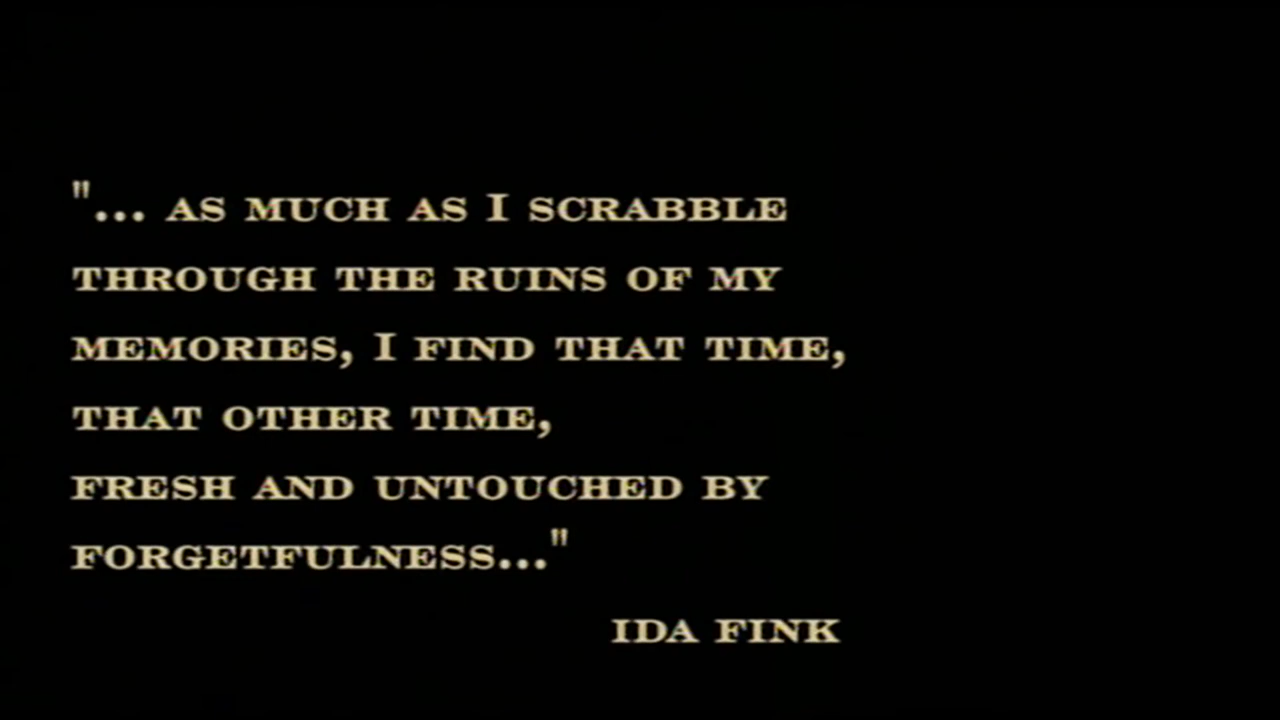 "... AS MUCH AS I SCRABBLE
THROUGH THE RUINS OF MY
MEMORIES, I FIND THAT TIME,
THAT OTHER TIME,
FRESH AND UNTOUCHED BY
FORGETFULNESS..."
IDA FINK